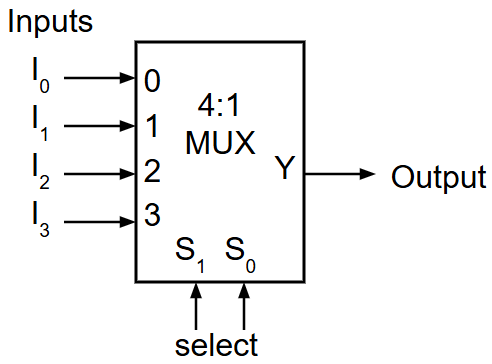 Inputs
I0
I1
I2
I3
0
1
2
3
4:1
MUX
Y
Output
S1 S0
select